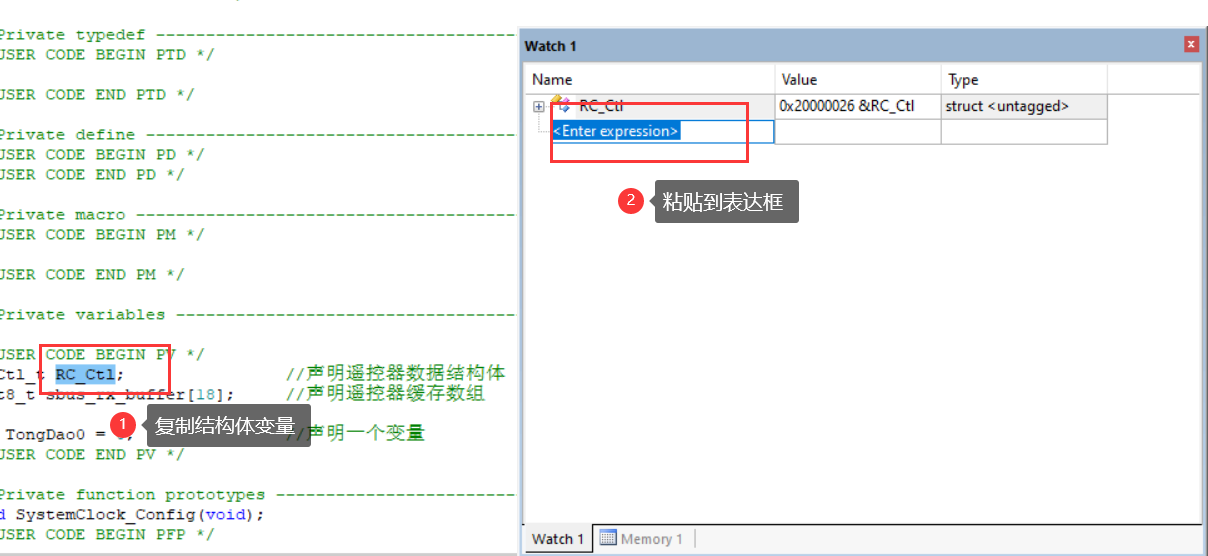 Private typedef ------------------------------------
USER CODE BEGIN PTD */
USER CODE END PTD */
Private define -------------------------------------
USER CODE BEGIN PD */
USER CODE END PD */
Private macro --------------------------------------
USER CODE BEGIN PM */
USER CODE END PM */
Private variables ----------------------------------
USER CODE BEGIN PV */
Ctl_t RC_Ctl; //声明遥控器数据结构体
t8_t sbus_rx_buffer[18]; //声明遥控器缓存数组
1 复制结构体变量
TongDao0 = //声明一个变量
USER CODE END PV */
Private function prototypes ------------------------
d SystemClock_Config(void);
USER CODE BEGIN PFP */
Watch 1
Name Value Type
RC_Ctl 0x20000026 &RC_Ctl struct <untagged>
<Enter expression>
2 粘贴到表达框
Watch 1 Memory 1